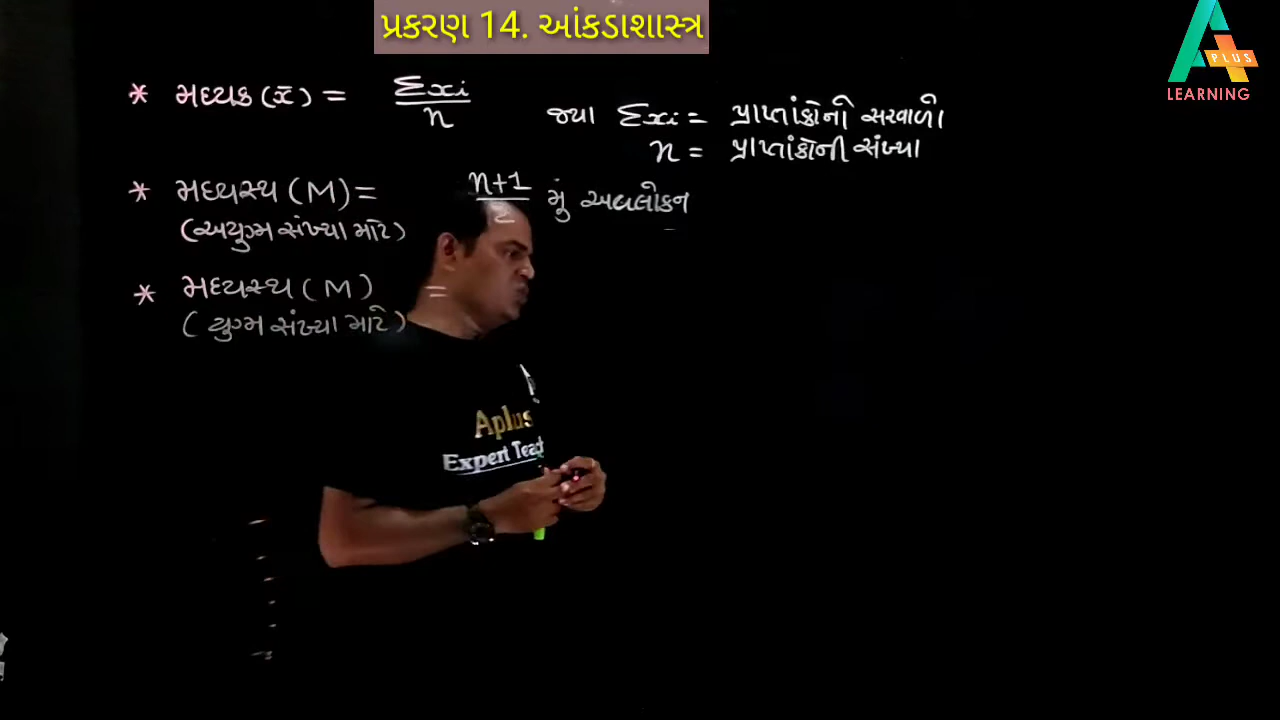 પ્રકરણ 14. આંકડાશાસ્ત્ર
A PLUS
LEARNING
* મધ્યક (x̄) = Σxi / n જ્યાં Σxi = પ્રાપ્તાંકોનો સરવાળો
n = પ્રાપ્તાંકોની સંખ્યા
* મધ્યસ્થ (M) = n+1 / 2 મું અવલોકન
(અયુગ્મ સંખ્યા માટે)
* મધ્યસ્થ (M) =
(યુગ્મ સંખ્યા માટે)
Aplus
Expert Teach